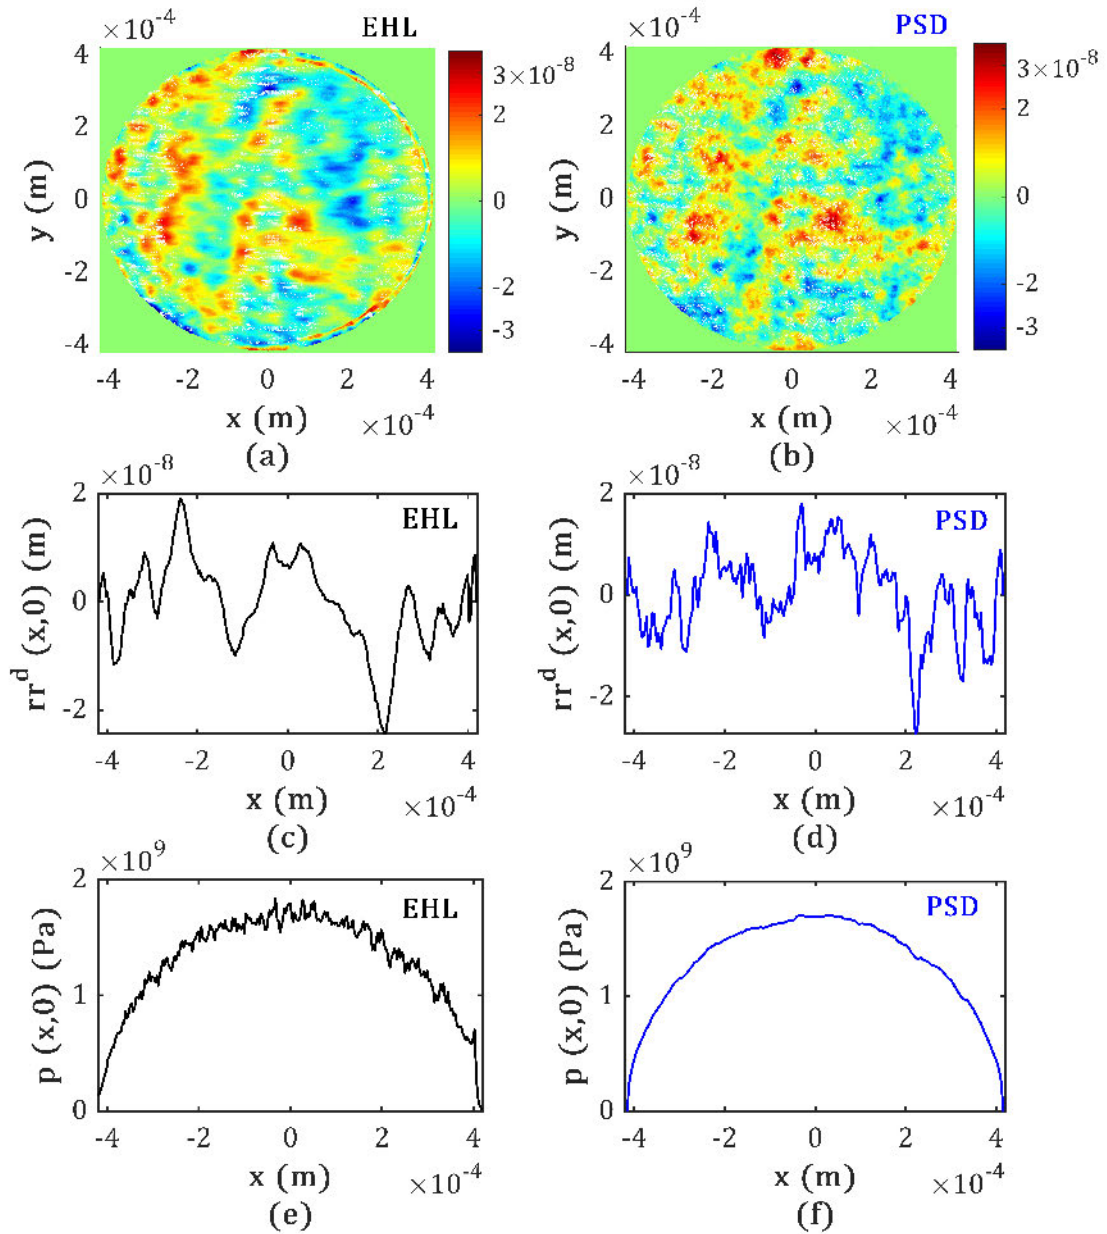 ×10⁻⁴ EHL ×10⁻⁴ PSD
4 3×10⁻⁸ 4 3×10⁻⁸
2 2 2 2
y (m) 0 0 y (m) 0 0
-2 -2 -2 -2
-4 -3 -4 -3
-4 -2 0 2 4 -4 -2 0 2 4
x (m) ×10⁻⁴ x (m) ×10⁻⁴
(a) (b)
×10⁻⁸ ×10⁻⁸
2 EHL 2 PSD
rrᵈ (x,0) (m) 0 rrᵈ (x,0) (m) 0
-2 -2
-4 -2 0 2 4 -4 -2 0 2 4
x (m) ×10⁻⁴ x (m) ×10⁻⁴
(c) (d)
×10⁹ ×10⁹
2 EHL 2 PSD
p (x,0) (Pa) 1 p (x,0) (Pa) 1
0 0
-4 -2 0 2 4 -4 -2 0 2 4
x (m) ×10⁻⁴ x (m) ×10⁻⁴
(e) (f)